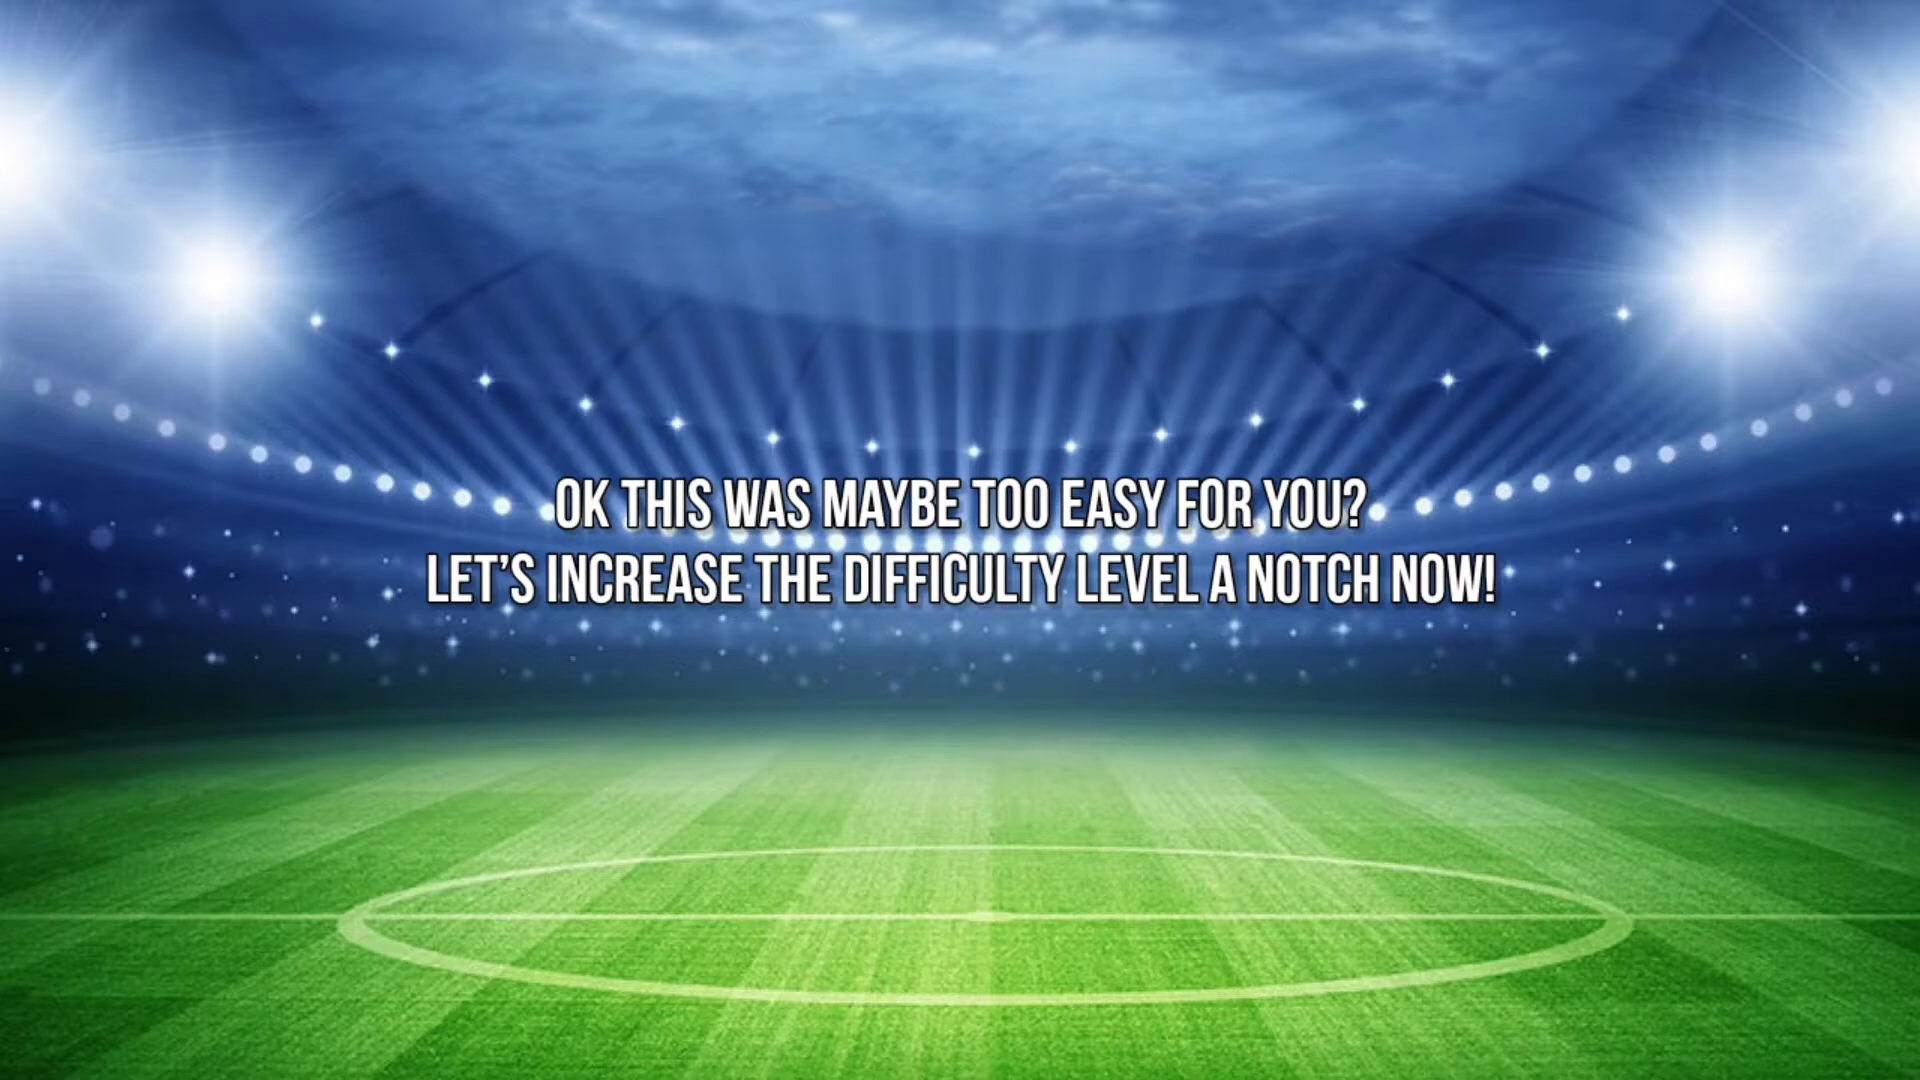 OK THIS WAS MAYBE TOO EASY FOR YOU?
LET'S INCREASE THE DIFFICULTY LEVEL A NOTCH NOW!